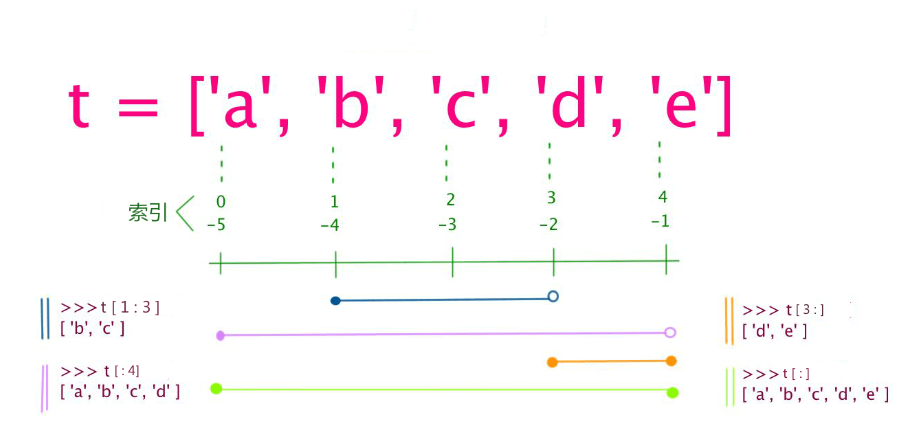 t = ['a', 'b', 'c', 'd', 'e']
0 1 2 3 4
索引
-5 -4 -3 -2 -1
>>>t[1:3]
['b', 'c']
>>> t[3:]
['d', 'e']
>>> t[:4]
['a', 'b', 'c', 'd']
>>>t[:]
['a', 'b', 'c', 'd', 'e']